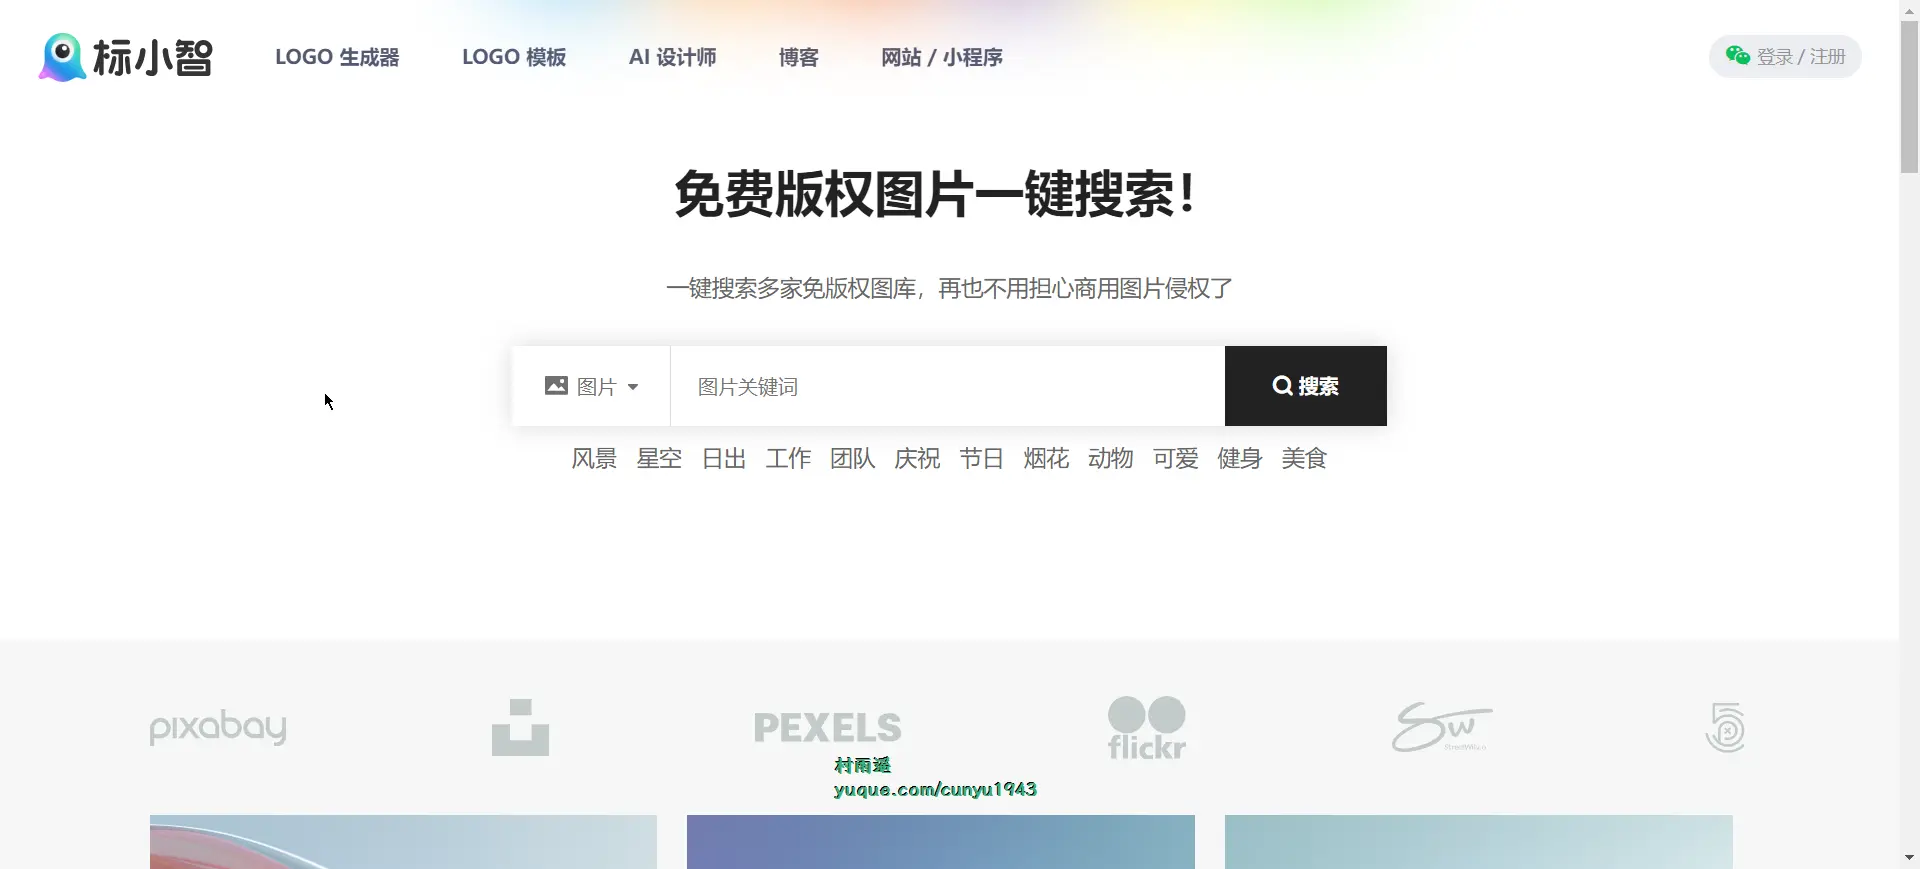 标小智 LOGO 生成器 LOGO 模板 AI 设计师 博客 网站 / 小程序 登录 / 注册
免费版权图片一键搜索！
一键搜索多家免版权图库，再也不用担心商用图片侵权了
图片 图片关键词 搜索
风景 星空 日出 工作 团队 庆祝 节日 烟花 动物 可爱 健身 美食
pixabay PEXELS flickr Sw
村雨遥
yuque.com/cunyu1943